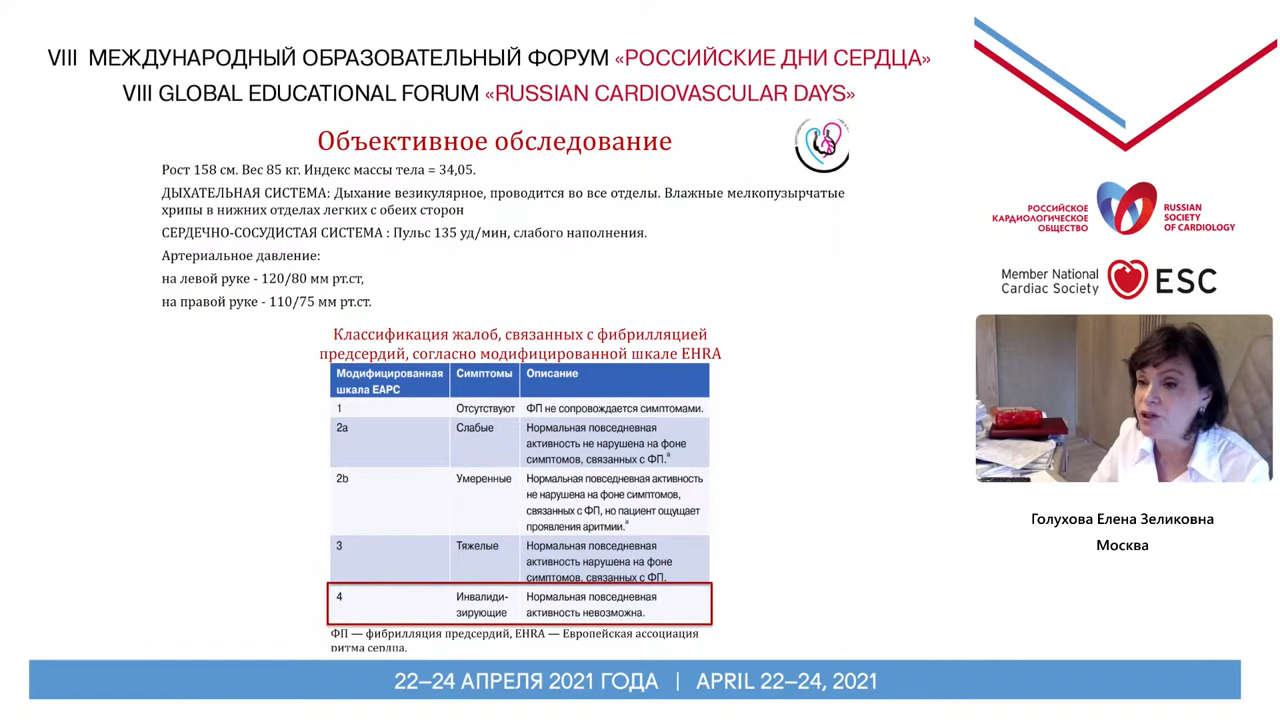 VIII МЕЖДУНАРОДНЫЙ ОБРАЗОВАТЕЛЬНЫЙ ФОРУМ «РОССИЙСКИЕ ДНИ СЕРДЦА»
VIII GLOBAL EDUCATIONAL FORUM «RUSSIAN CARDIOVASCULAR DAYS»
Объективное обследование
Рост 158 см. Вес 85 кг. Индекс массы тела = 34,05.
ДЫХАТЕЛЬНАЯ СИСТЕМА: Дыхание везикулярное, проводится во все отделы. Влажные мелкопузырчатые
хрипы в нижних отделах легких с обеих сторон
СЕРДЕЧНО-СОСУДИСТАЯ СИСТЕМА : Пульс 135 уд/мин, слабого наполнения.
Артериальное давление:
на левой руке - 120/80 мм рт.ст,
на правой руке - 110/75 мм рт.ст.
Классификация жалоб, связанных с фибрилляцией
предсердий, согласно модифицированной шкале EHRA
Модифицированная шкала ЕАРС Симптомы Описание
1 Отсутствуют ФП не сопровождается симптомами.
2a Слабые Нормальная повседневная
активность не нарушена на фоне
симптомов, связанных с ФП.ª
2b Умеренные Нормальная повседневная активность
не нарушена на фоне симптомов,
связанных с ФП, но пациент ощущает
проявления аритмии.ª
3 Тяжелые Нормальная повседневная
активность нарушена на фоне
симптомов, связанных с ФП.
4 Инвалиди- Нормальная повседневная
зирующие активность невозможна.
ФП — фибрилляция предсердий, EHRA — Европейская ассоциация
ритма сердца.
РОССИЙСКОЕ
КАРДИОЛОГИЧЕСКОЕ
ОБЩЕСТВО
RUSSIAN
SOCIETY
OF CARDIOLOGY
Member National
Cardiac Society
ESC
Голухова Елена Зеликовна
Москва
22–24 АПРЕЛЯ 2021 ГОДА | APRIL 22–24, 2021